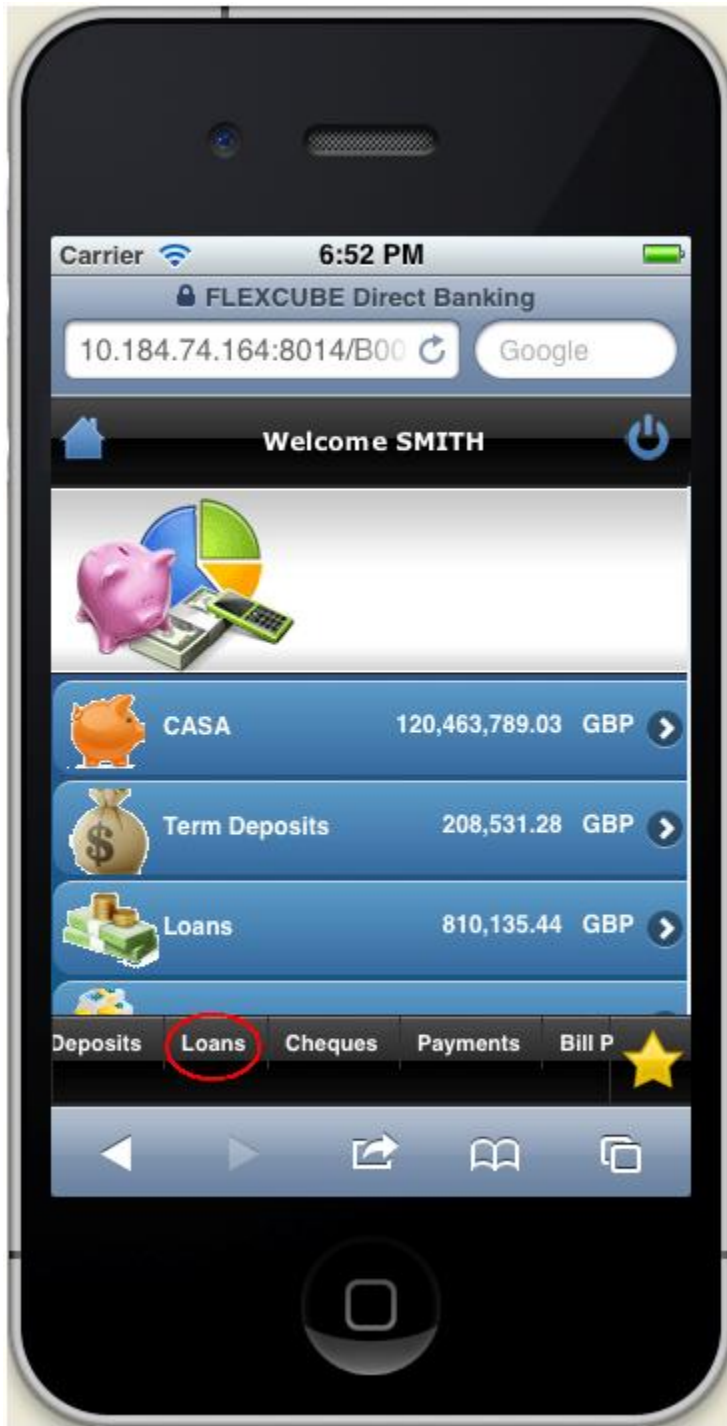 Carrier 6:52 PM
FLEXCUBE Direct Banking
10.184.74.164:8014/B00 Google
Welcome SMITH
CASA 120,463,789.03 GBP
Term Deposits 208,531.28 GBP
$
Loans 810,135.44 GBP
Deposits Loans Cheques Payments Bill P